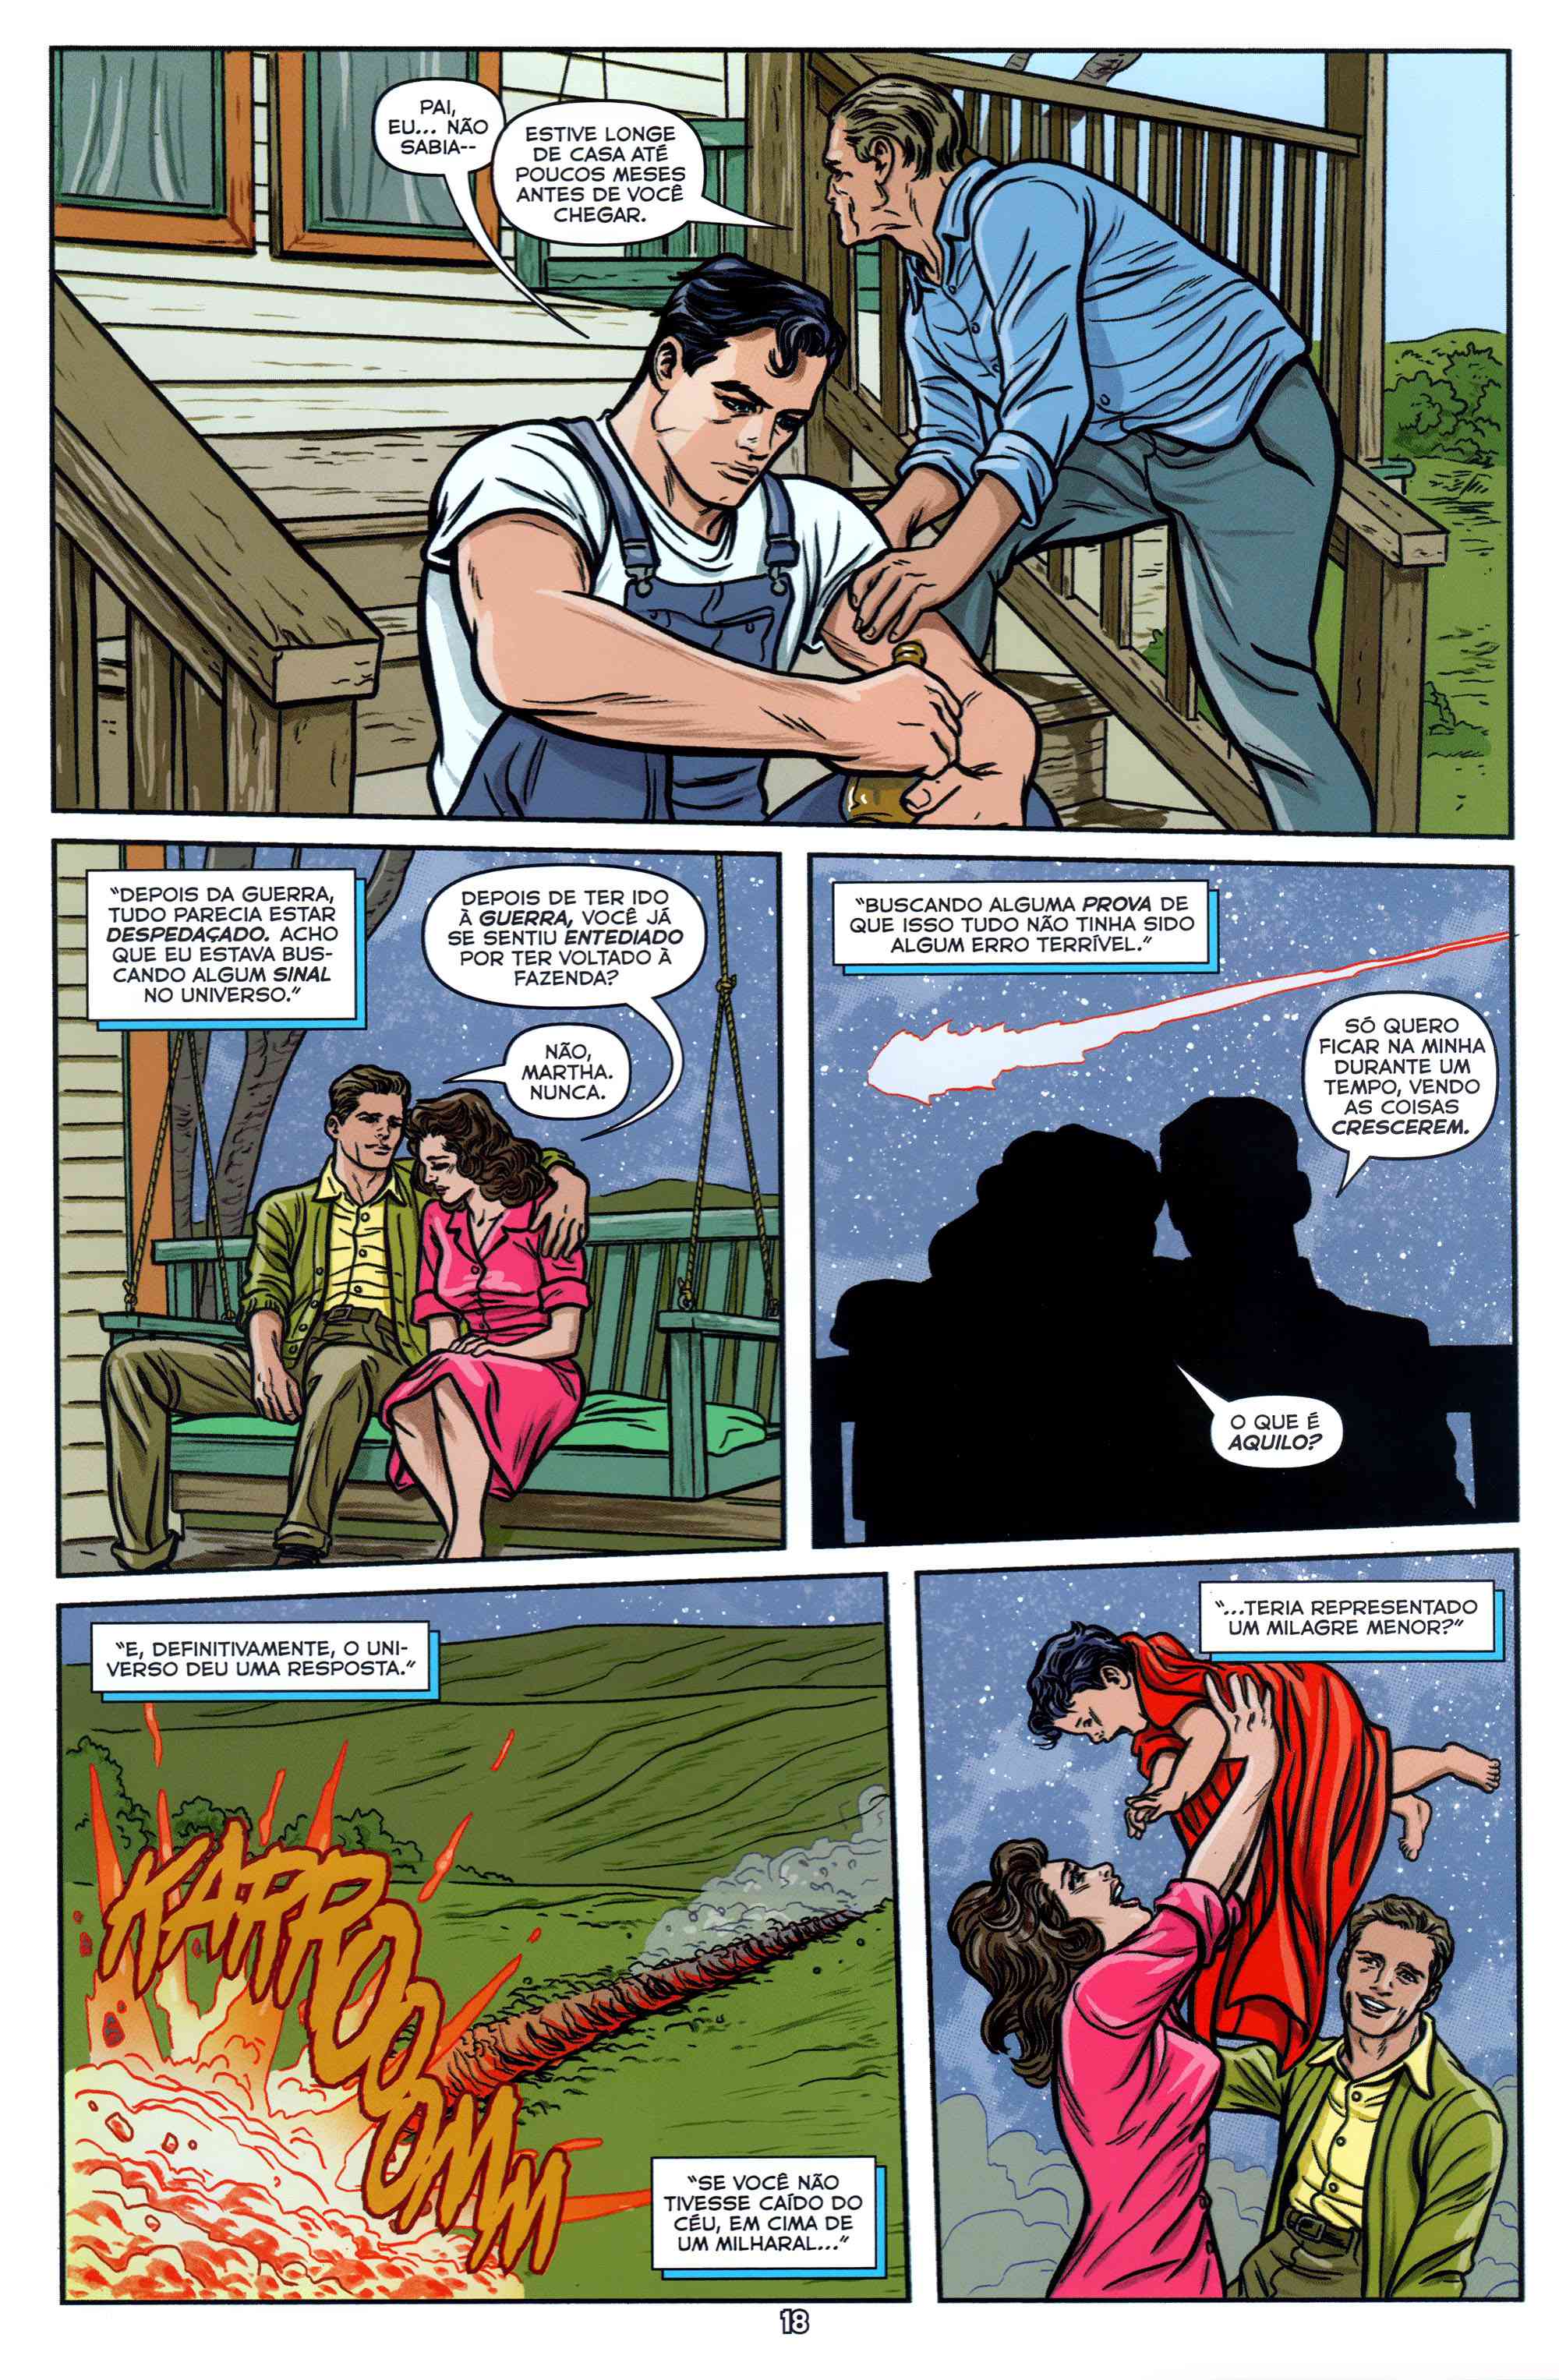 PAI,
EU... NÃO
SABIA--
ESTIVE LONGE
DE CASA ATÉ
POUCOS MESES
ANTES DE VOCÊ
CHEGAR.
"DEPOIS DA GUERRA,
TUDO PARECIA ESTAR
DESPEDAÇADO. ACHO
QUE EU ESTAVA BUS-
CANDO ALGUM SINAL
NO UNIVERSO."
DEPOIS DE TER IDO
À GUERRA, VOCÊ JÁ
SE SENTIU ENTEDIADO
POR TER VOLTADO À
FAZENDA?
NÃO,
MARTHA.
NUNCA.
"BUSCANDO ALGUMA PROVA DE
QUE ISSO TUDO NÃO TINHA SIDO
ALGUM ERRO TERRÍVEL."
SÓ QUERO
FICAR NA MINHA
DURANTE UM
TEMPO, VENDO
AS COISAS
CRESCEREM.
O QUE É
AQUILO?
"E, DEFINITIVAMENTE, O UNI-
VERSO DEU UMA RESPOSTA."
KARRROOOOMMM
"SE VOCÊ NÃO
TIVESSE CAÍDO DO
CÉU, EM CIMA DE
UM MILHARAL..."
"...TERIA REPRESENTADO
UM MILAGRE MENOR?"
18